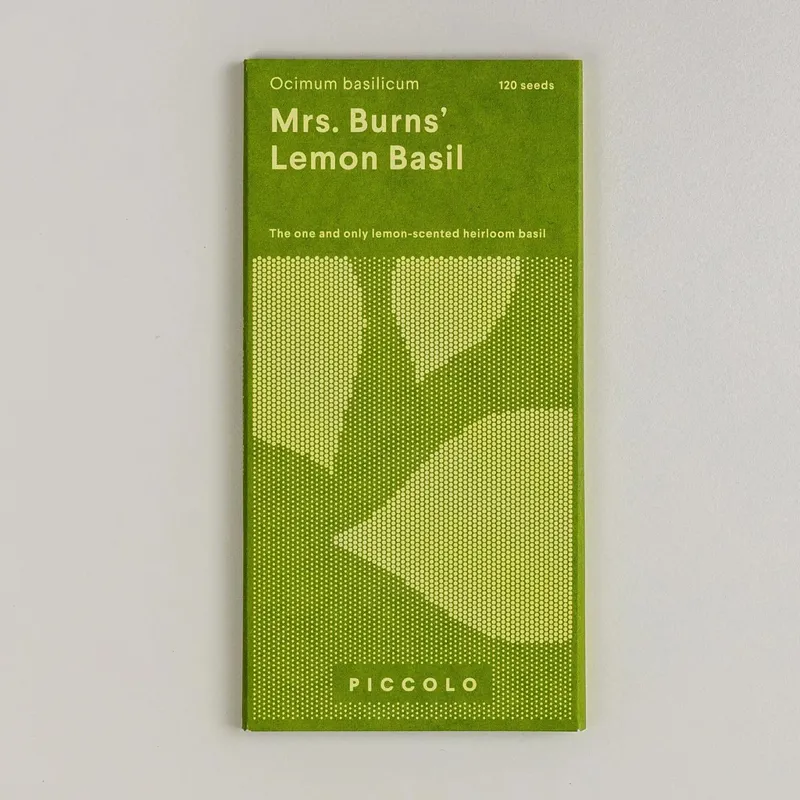 Ocimum basilicum
120 seeds
Mrs. Burns’
Lemon Basil
The one and only lemon-scented heirloom basil
PICCOLO